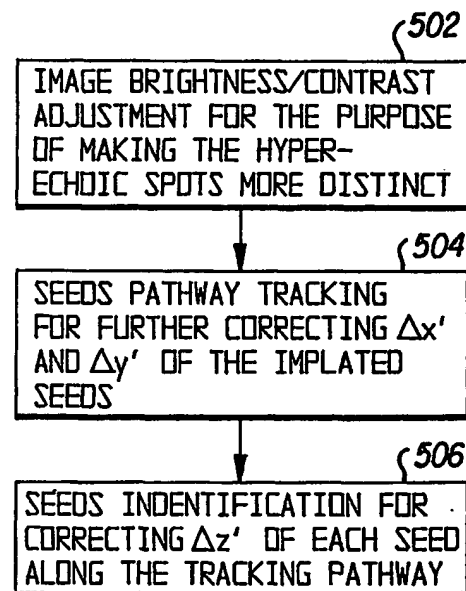 502
IMAGE BRIGHTNESS/CONTRAST
ADJUSTMENT FOR THE PURPOSE
OF MAKING THE HYPER-
ECHOIC SPOTS MORE DISTINCT
504
SEEDS PATHWAY TRACKING
FOR FURTHER CORRECTING Δx'
AND Δy' OF THE IMPLATED
SEEDS
506
SEEDS INDENTIFICATION FOR
CORRECTING Δz' OF EACH SEED
ALONG THE TRACKING PATHWAY